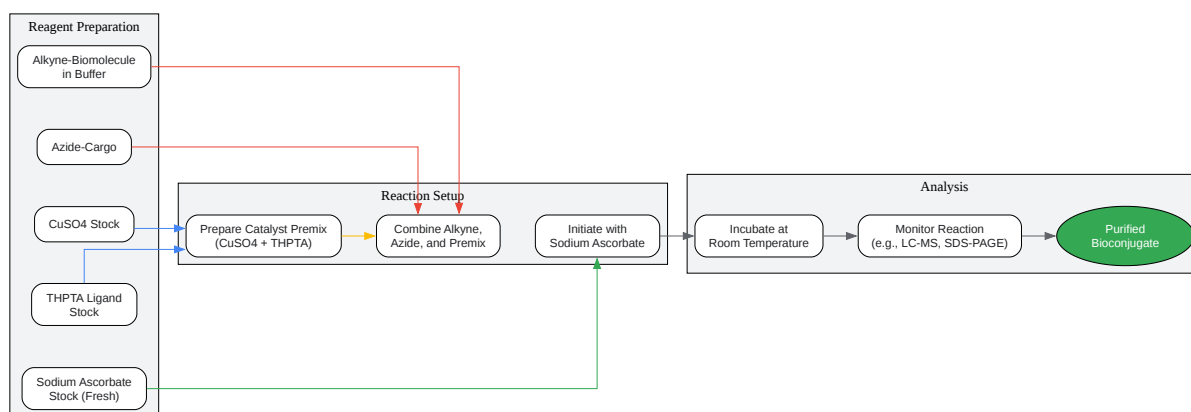 Reagent Preparation
Alkyne-Biomolecule
in Buffer
Azide-Cargo
CuSO4 Stock
THPTA Ligand
Stock
Sodium Ascorbate
Stock (Fresh)
Reaction Setup
Prepare Catalyst Premix
(CuSO4 + THPTA)
Combine Alkyne,
Azide, and Premix
Initiate with
Sodium Ascorbate
Analysis
Incubate at
Room Temperature
Monitor Reaction
(e.g., LC-MS, SDS-PAGE)
Purified
Bioconjugate